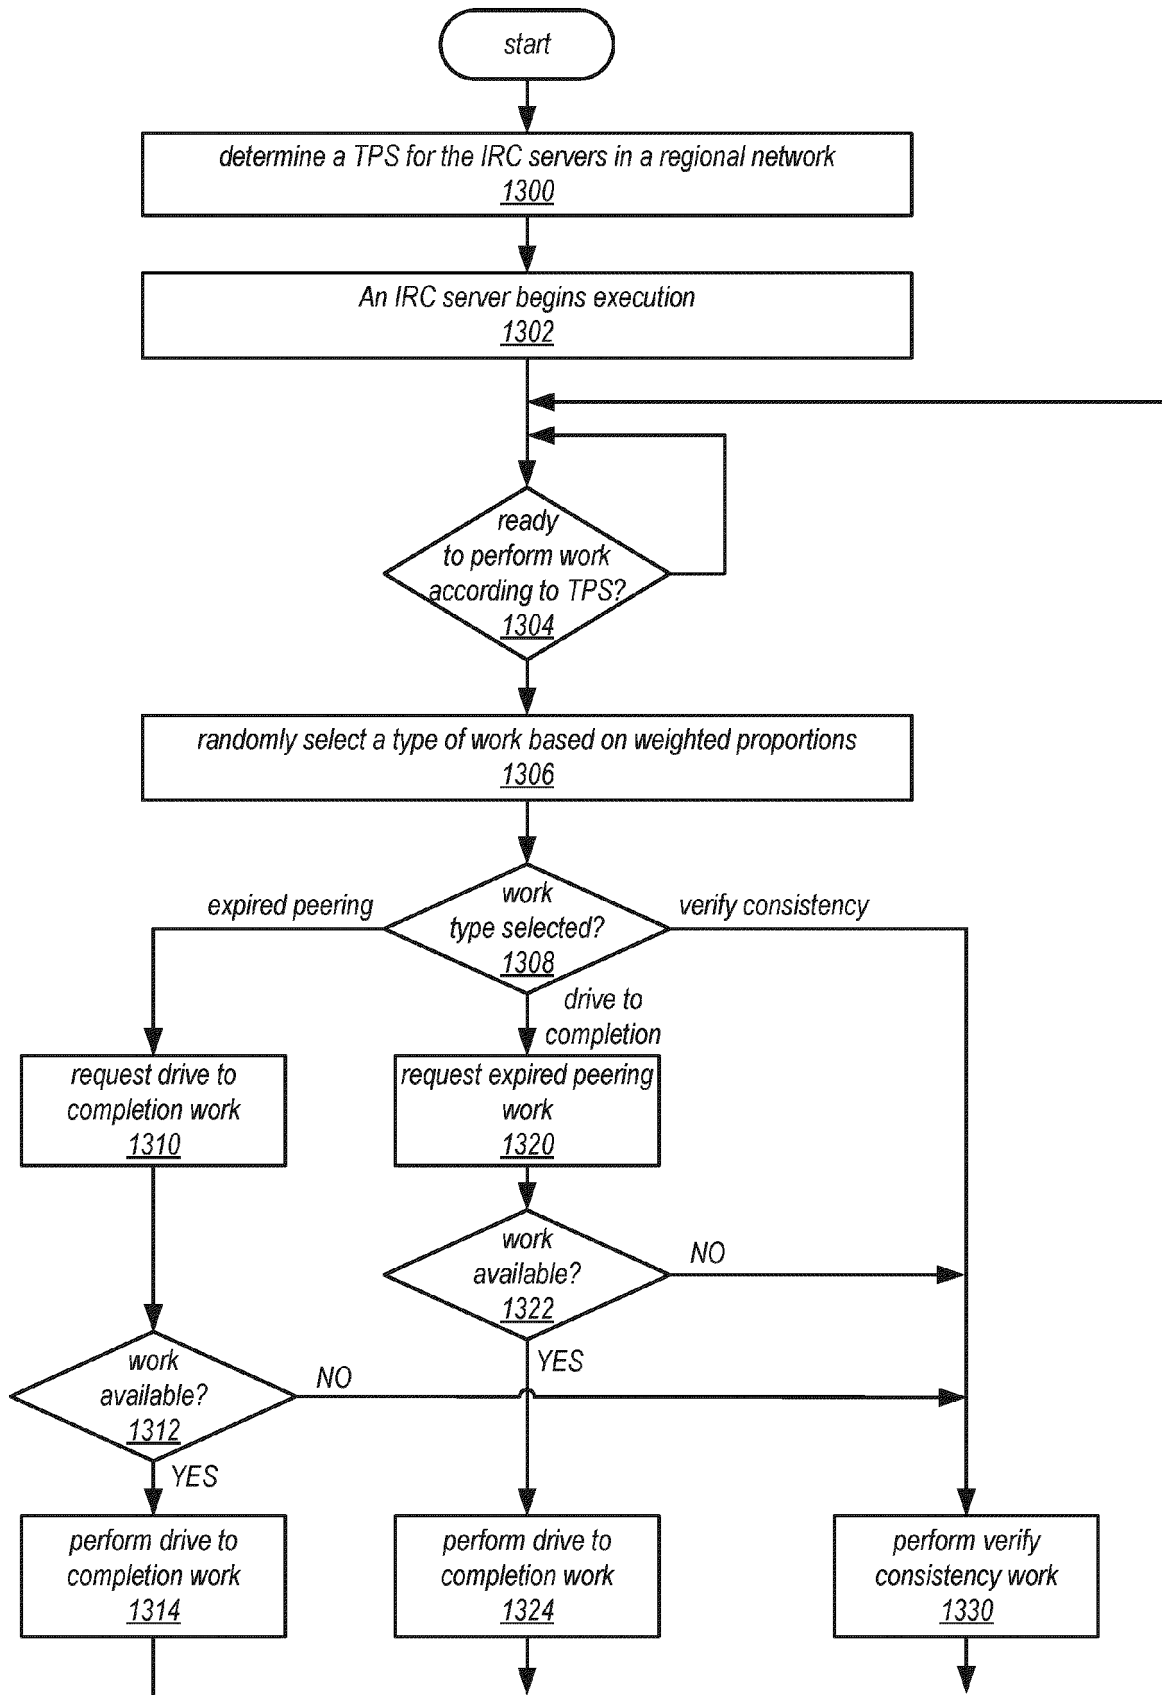 start
determine a TPS for the IRC servers in a regional network
1300
An IRC server begins execution
1302
ready
to perform work
according to TPS?
1304
randomly select a type of work based on weighted proportions
1306
work
type selected?
1308
expired peering
verify consistency
drive to
completion
request drive to
completion work
1310
request expired peering
work
1320
work
available?
1322
NO
YES
work
available?
1312
NO
YES
perform drive to
completion work
1314
perform drive to
completion work
1324
perform verify
consistency work
1330